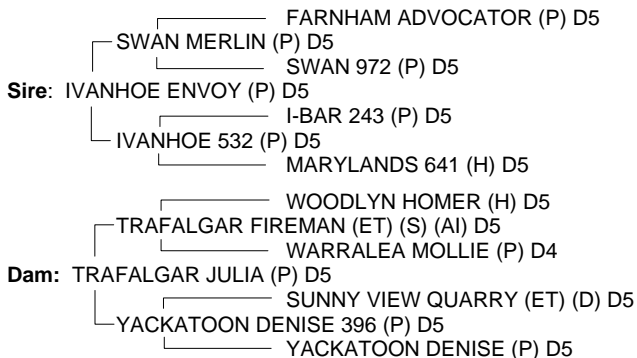 FARNHAM ADVOCATOR (P) D5
SWAN MERLIN (P) D5
SWAN 972 (P) D5
Sire: IVANHOE ENVOY (P) D5
I-BAR 243 (P) D5
IVANHOE 532 (P) D5
MARYLANDS 641 (H) D5
WOODLYN HOMER (H) D5
TRAFALGAR FIREMAN (ET) (S) (AI) D5
WARRALEA MOLLIE (P) D4
Dam: TRAFALGAR JULIA (P) D5
SUNNY VIEW QUARRY (ET) (D) D5
YACKATOON DENISE 396 (P) D5
YACKATOON DENISE (P) D5